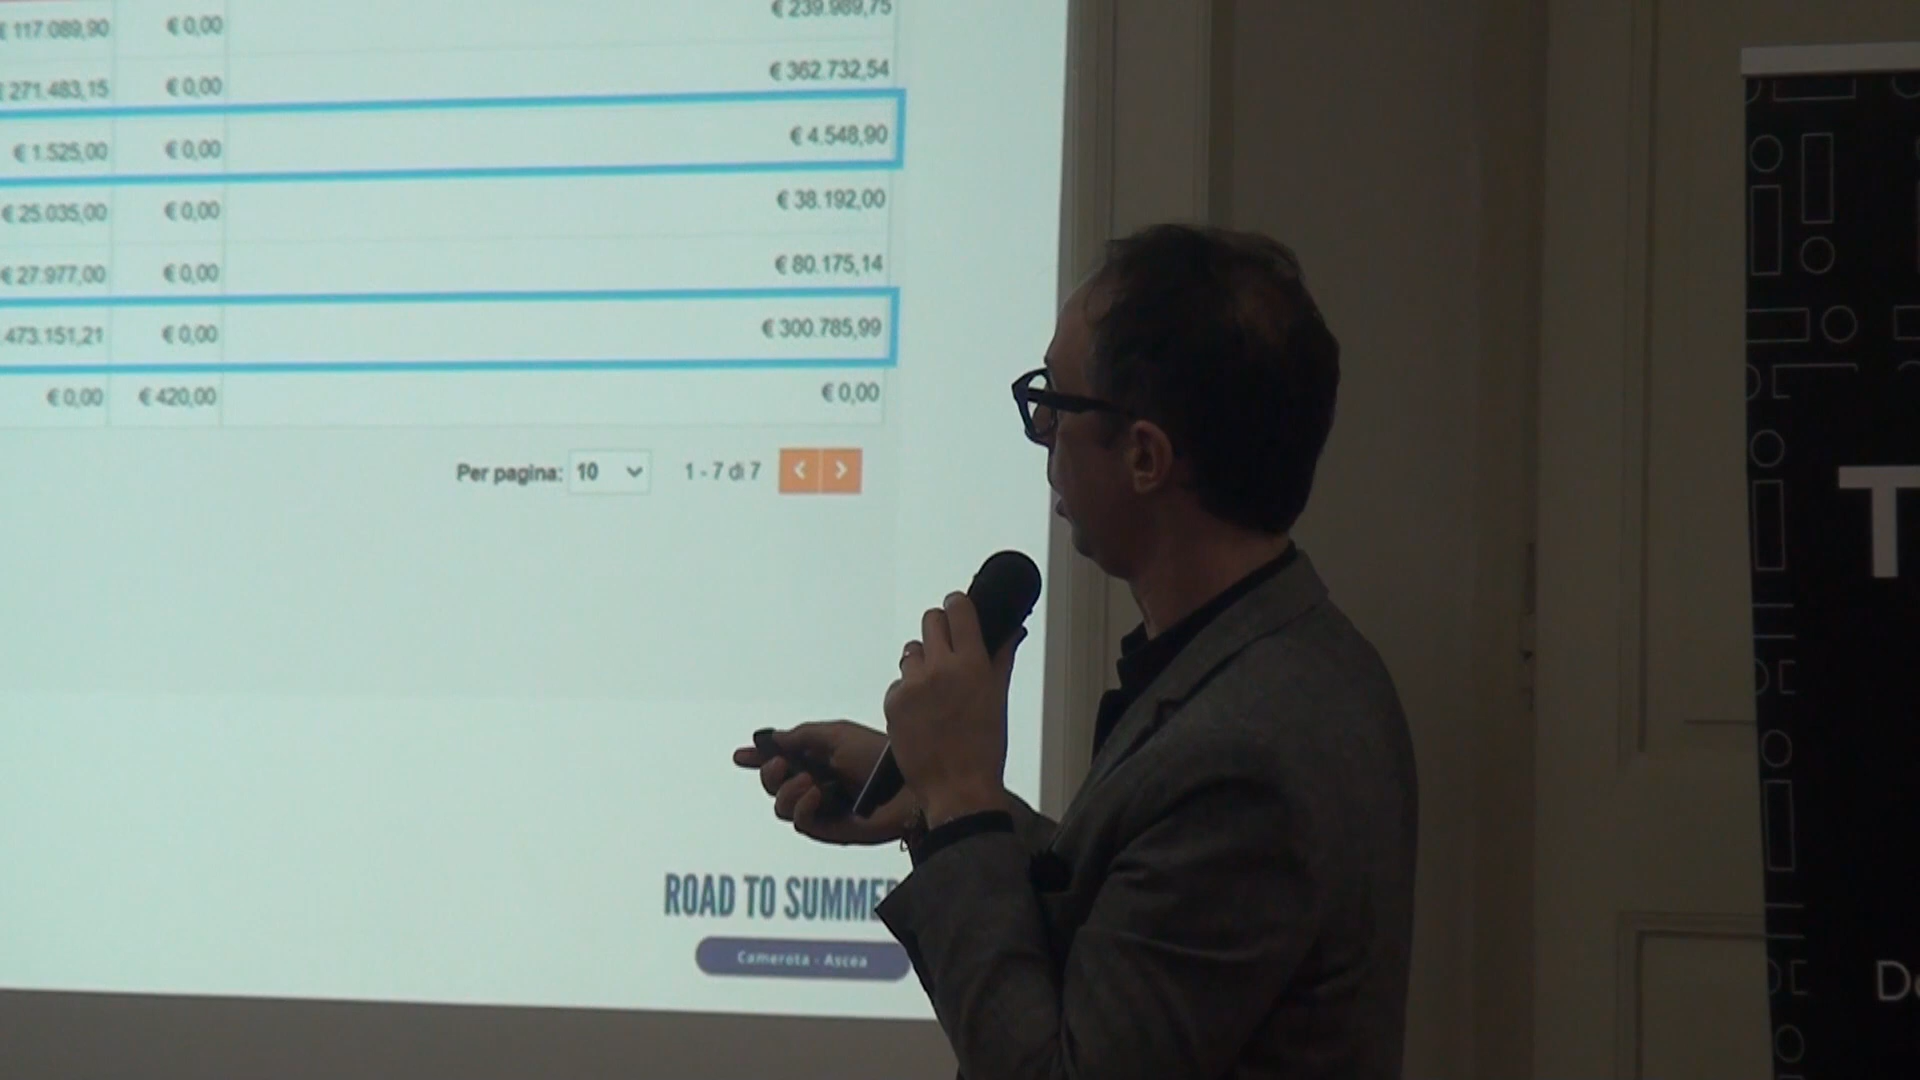 € 117.089,90 € 0,00 € 239.989,75
271.483,15 € 0,00 € 362.732,54
€ 1.525,00 € 0,00 € 4.548,90
€ 25.035,00 € 0,00 € 38.192,00
€ 27.977,00 € 0,00 € 80.175,14
473.151,21 € 0,00 € 300.785,99
€ 0,00 € 420,00 € 0,00
Per pagina: 10 1 - 7 di 7
ROAD TO SUMME
Camerota - Ascea
T
D